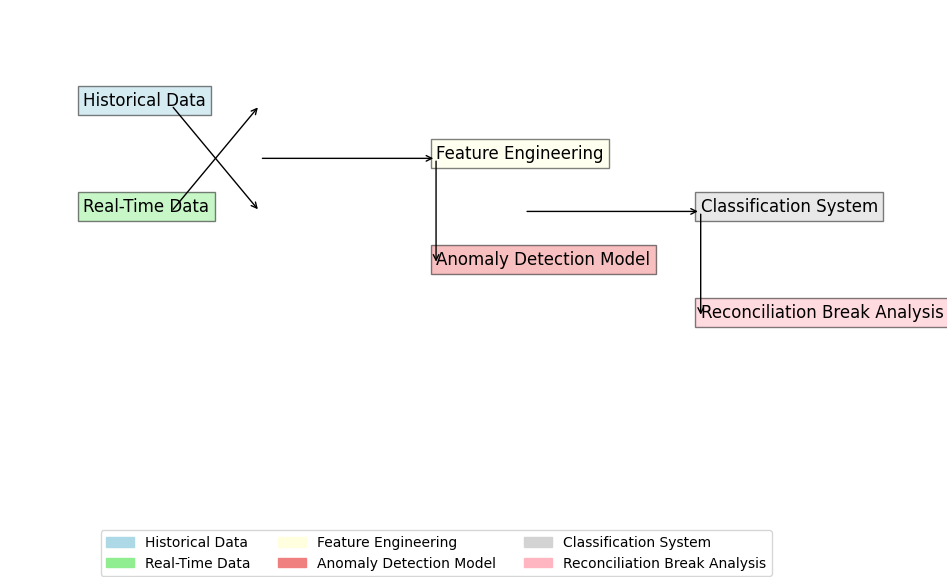 Historical Data
Feature Engineering
Real-Time Data
Classification System
Anomaly Detection Model
Reconciliation Break Analysis
Historical Data
Feature Engineering
Classification System
Real-Time Data
Anomaly Detection Model
Reconciliation Break Analysis